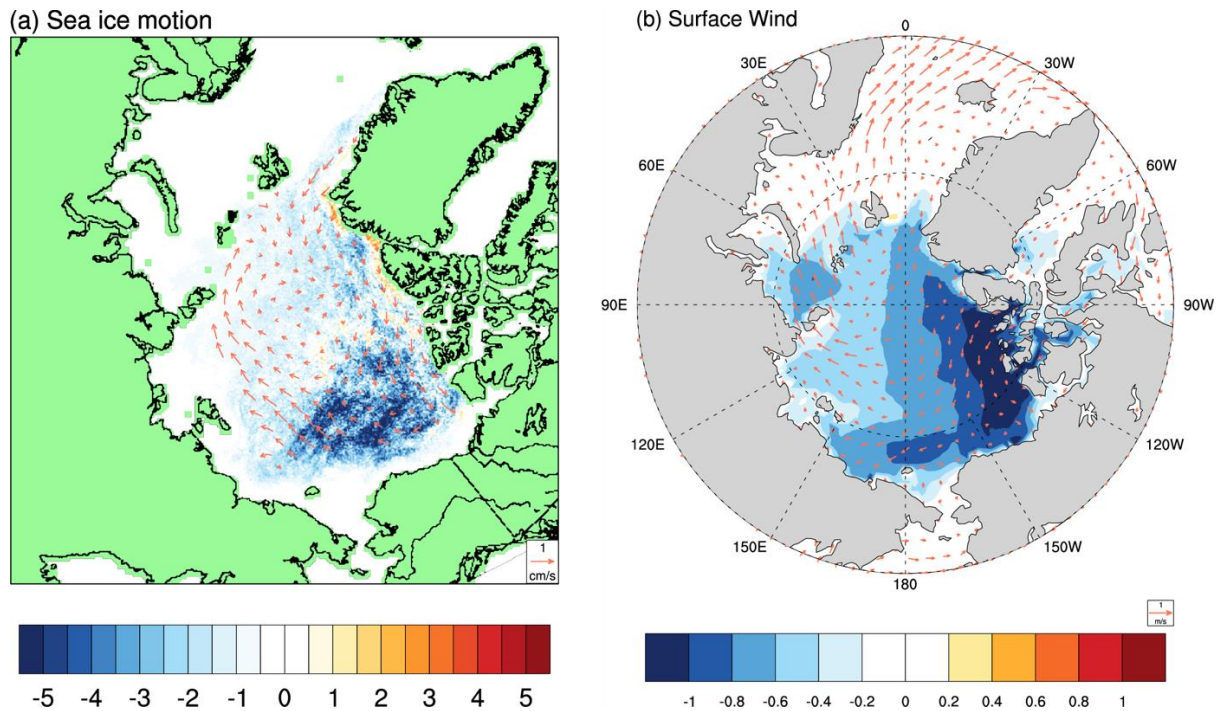 (a) Sea ice motion
1
cm/s
-5 -4 -3 -2 -1 0 1 2 3 4 5
(b) Surface Wind
0
30E 30W
60E 60W
90E 90W
120E 120W
150E 150W
180
1
m/s
-1 -0.8 -0.6 -0.4 -0.2 0 0.2 0.4 0.6 0.8 1